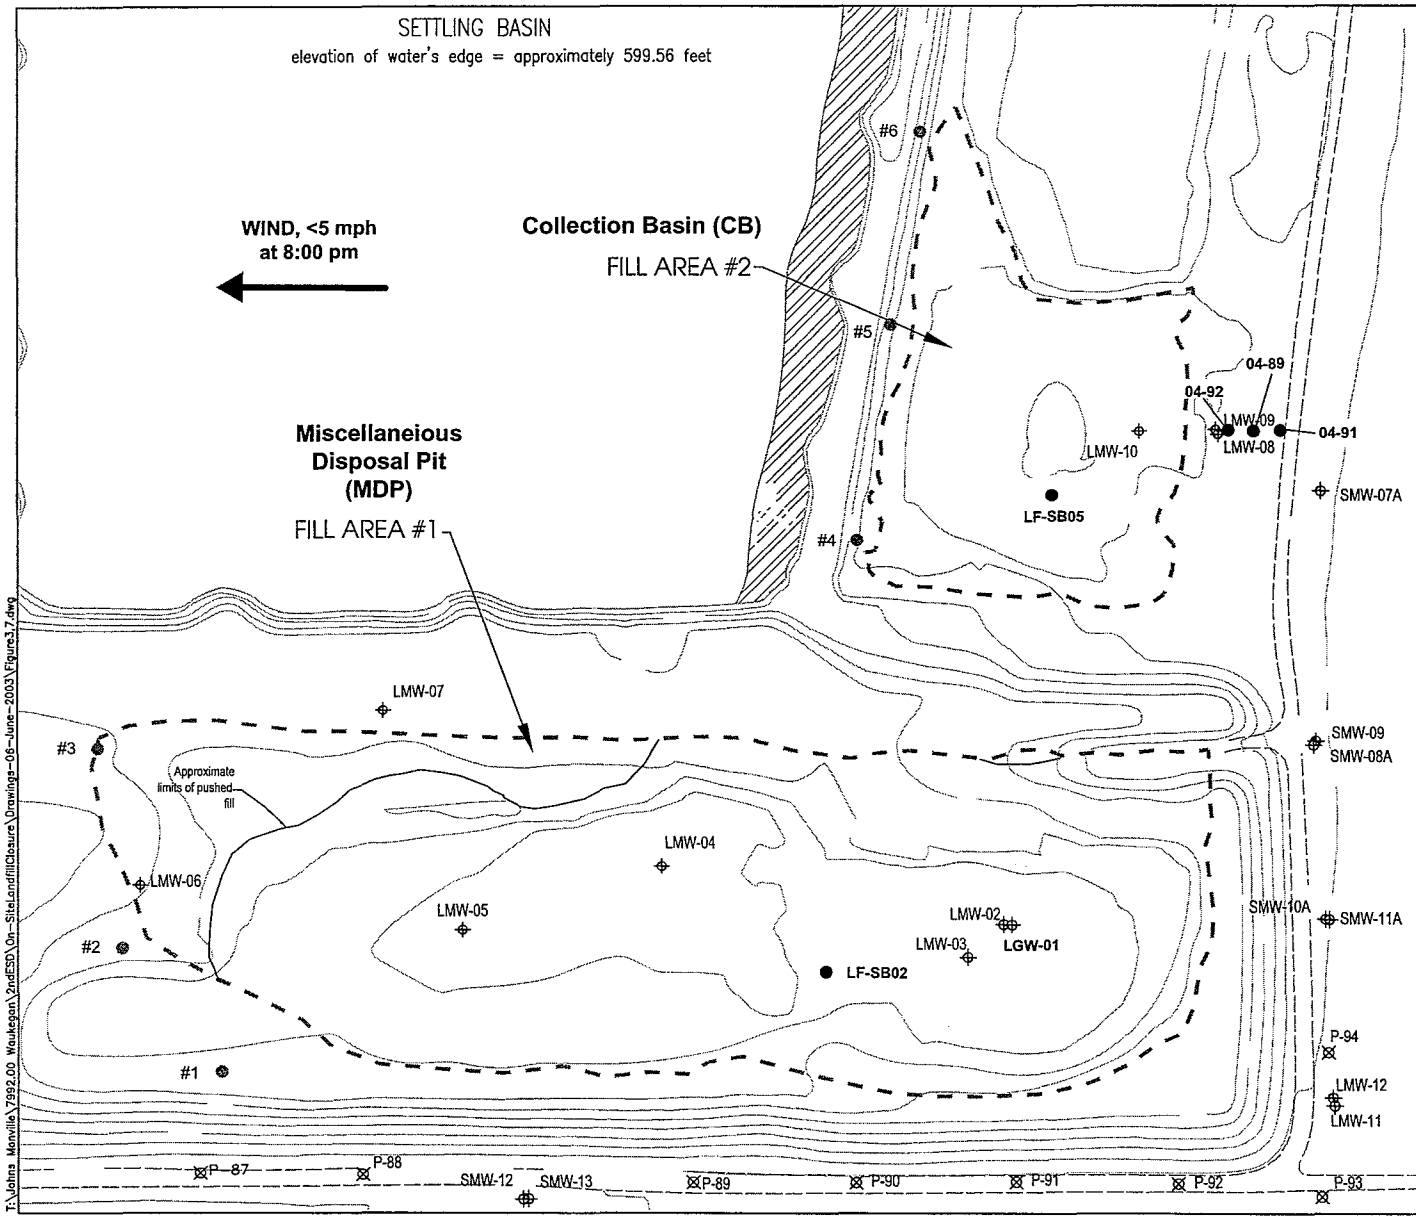 SETTLING BASIN
elevation of water's edge = approximately 599.56 feet
#6
WIND, <5 mph
at 8:00 pm
Collection Basin (CB)
FILL AREA #2
#5
04-89
04-92
LMW-09
04-91
LMW-10
LMW-08
Miscellaneious
Disposal Pit
(MDP)
FILL AREA #1
SMW-07A
LF-SB05
#4
LMW-07
#3
SMW-09
SMW-08A
Approximate
limits of pushed
fill
LMW-04
LMW-06
LMW-05
LMW-02
LGW-01
SMW-10A
SMW-11A
#2
LMW-03
LF-SB02
#1
P-94
LMW-12
LMW-11
P-87
P-88
SMW-12
SMW-13
P-89
P-90
P-91
P-92
P-93
T:\Johns Manville\7992.00 Waukegan\2ndESD\On-SiteLandfillClosure\Drawings-06-June-2003\Figure3,7.dwg